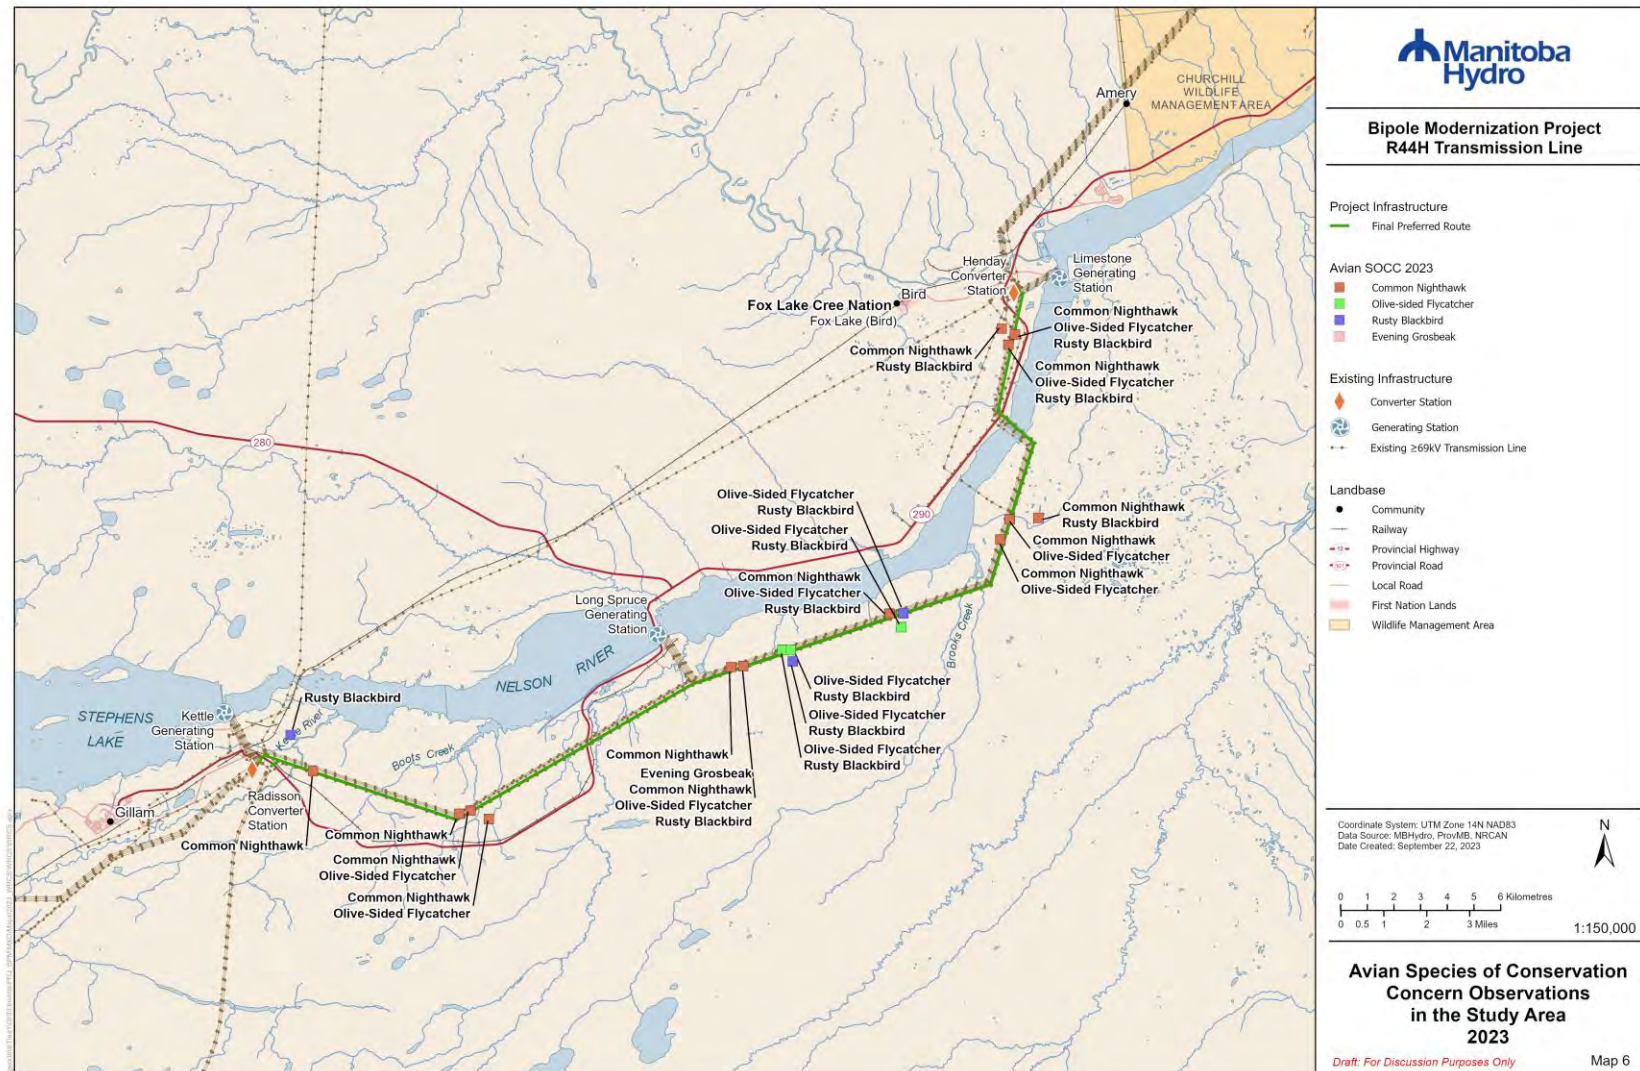 CHURCHILL
WILDLIFE
MANAGEMENT AREA
Amery
Henday
Converter
Station
Limestone
Generating
Station
Bird
Fox Lake Cree Nation
Fox Lake (Bird)
Common Nighthawk
Olive-Sided Flycatcher
Rusty Blackbird
Common Nighthawk
Rusty Blackbird
Common Nighthawk
Olive-Sided Flycatcher
Rusty Blackbird
280
290
Olive-Sided Flycatcher
Rusty Blackbird
Olive-Sided Flycatcher
Rusty Blackbird
Common Nighthawk
Rusty Blackbird
Common Nighthawk
Olive-Sided Flycatcher
Common Nighthawk
Olive-Sided Flycatcher
Common Nighthawk
Olive-Sided Flycatcher
Rusty Blackbird
Long Spruce
Generating
Station
Brooks Creek
NELSON RIVER
Rusty Blackbird
STEPHENS
LAKE
Kettle
Generating
Station
Kettle River
Boots Creek
Olive-Sided Flycatcher
Rusty Blackbird
Olive-Sided Flycatcher
Rusty Blackbird
Olive-Sided Flycatcher
Rusty Blackbird
Common Nighthawk
Evening Grosbeak
Common Nighthawk
Olive-Sided Flycatcher
Rusty Blackbird
Gillam
Radisson
Converter
Station
Common Nighthawk
Common Nighthawk
Common Nighthawk
Olive-Sided Flycatcher
Common Nighthawk
Olive-Sided Flycatcher
Manitoba
Hydro
Bipole Modernization Project
R44H Transmission Line
Project Infrastructure
Final Preferred Route
Avian SOCC 2023
Common Nighthawk
Olive-sided Flycatcher
Rusty Blackbird
Evening Grosbeak
Existing Infrastructure
Converter Station
Generating Station
Existing ≥69kV Transmission Line
Landbase
Community
Railway
Provincial Highway
Provincial Road
Local Road
First Nation Lands
Wildlife Management Area
Coordinate System: UTM Zone 14N NAD83
Data Source: MBHydro, ProvMB, NRCAN
Date Created: September 22, 2023
N
0 1 2 3 4 5 6 Kilometres
0 0.5 1 2 3 Miles
1:150,000
Avian Species of Conservation
Concern Observations
in the Study Area
2023
Draft: For Discussion Purposes Only
Map 6